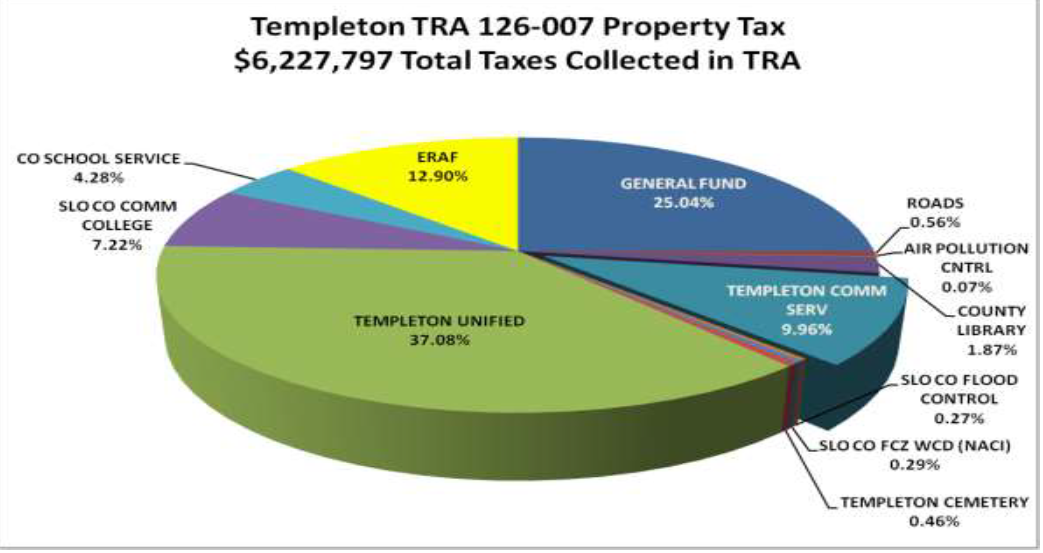 Templeton TRA 126-007 Property Tax
$6,227,797 Total Taxes Collected in TRA
ERAF
12.90%
GENERAL FUND
25.04%
ROADS
0.56%
AIR POLLUTION
CNTRL
0.07%
COUNTY
LIBRARY
1.87%
TEMPLETON COMM
SERV
9.96%
SLO CO FLOOD
CONTROL
0.27%
SLO CO FCZ WCD (NACI)
0.29%
TEMPLETON CEMETERY
0.46%
TEMPLETON UNIFIED
37.08%
SLO CO COMM
COLLEGE
7.22%
CO SCHOOL SERVICE
4.28%